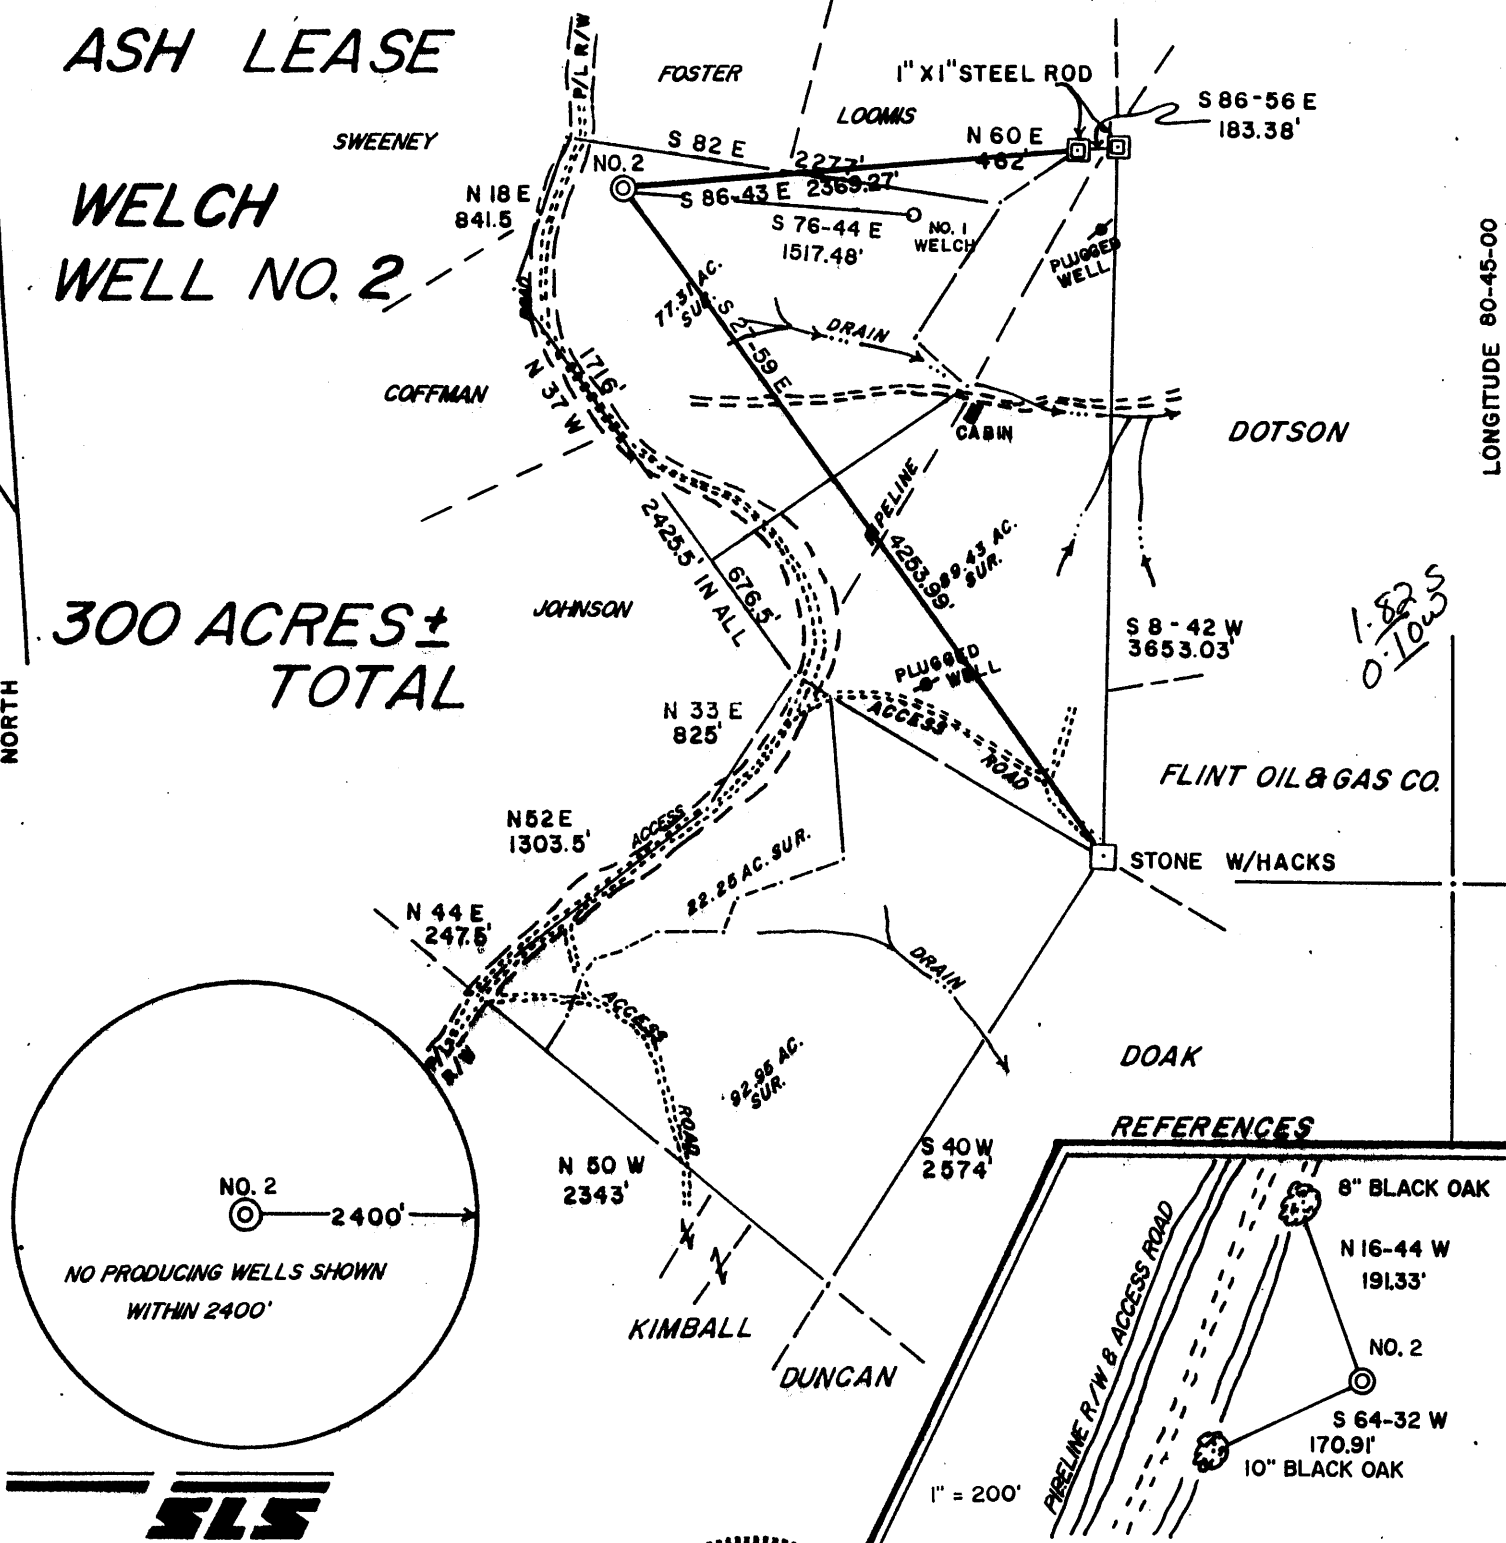 ASH LEASE
WELCH
WELL NO. 2
300 ACRES ±
TOTAL
NORTH
LONGITUDE 80-45-00
P/L R/W
FOSTER
SWEENEY
LOOMIS
1" X1" STEEL ROD
S 86-56 E
183.38'
S 82 E
2277'
N 60 E
462'
NO. 2
N 18 E
841.5
S 86-43 E 2369.27'
S 76-44 E
1517.48'
NO. 1
WELCH
PLUGGED
WELL
77.31 AC.
SUR.
DRAIN
1716'
N 37 W
COFFMAN
CABIN
DOTSON
PELINE
2425.5' IN ALL
676.5'
4253.99'
89.43 AC.
SUR.
JOHNSON
S 8-42 W
3653.03'
1.82 S
0.10 W
PLUGGED
WELL
N 33 E
825'
ACCESS
ROAD
FLINT OIL & GAS CO.
N 52 E
1303.5'
ACCESS
22.25 AC. SUR.
STONE W/HACKS
N 44 E
247.5'
DRAIN
ACCESS
ROAD
P/L
R/W
92.95 AC.
SUR.
DOAK
N 50 W
2343'
S 40 W
2574'
KIMBALL
DUNCAN
NO. 2
2400'
NO PRODUCING WELLS SHOWN
WITHIN 2400'
SLS
REFERENCES
8" BLACK OAK
N 16-44 W
191.33'
NO. 2
S 64-32 W
170.91'
10" BLACK OAK
PIPELINE R/W & ACCESS ROAD
1" = 200'